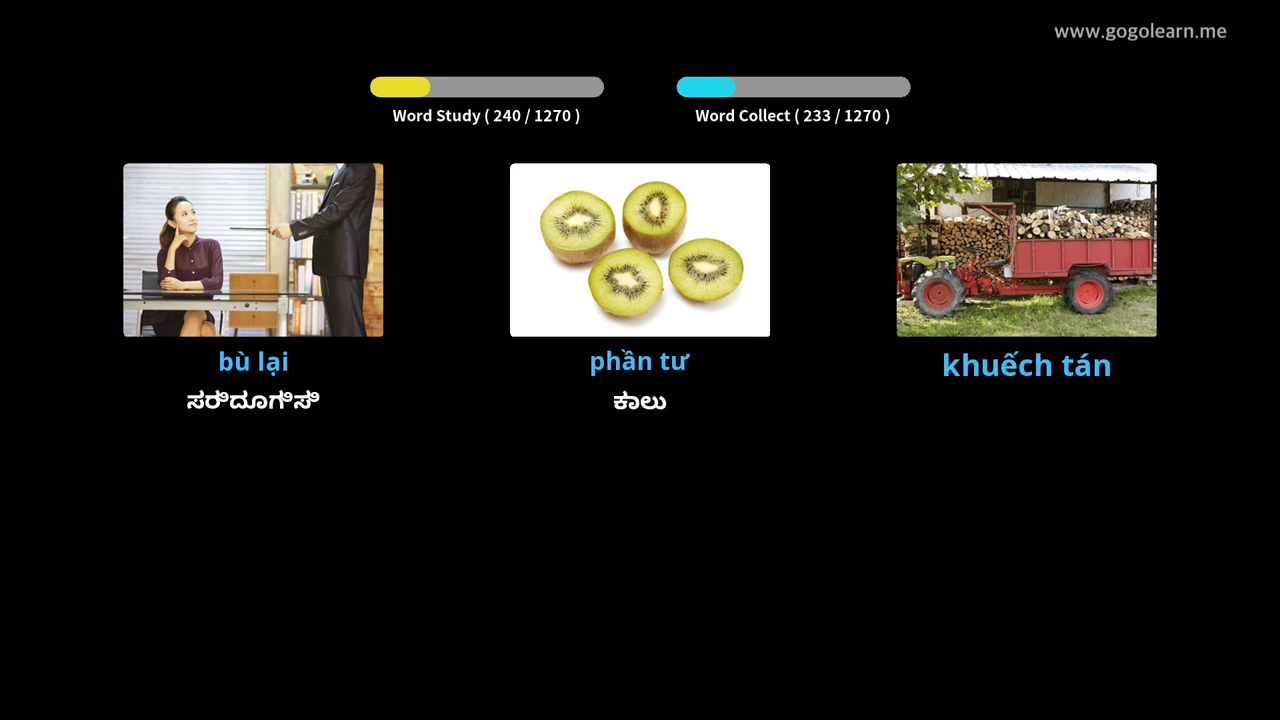 www.gogolearn.me
Word Study ( 240 / 1270 )
Word Collect ( 233 / 1270 )
bù lại
ಸರಿದೂಗಿಸಿ
phần tư
ಕಾಲು
khuếch tán